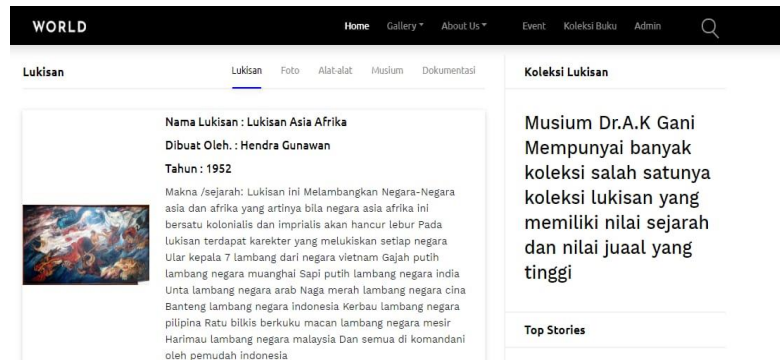 WORLD
Home Gallery About Us Event Koleksi Buku Admin
Lukisan
Lukisan Foto Alat-alat Musium Dokumentasi
Nama Lukisan : Lukisan Asia Afrika
Dibuat Oleh. : Hendra Gunawan
Tahun : 1952
Makna /sejarah: Lukisan ini Melambangkan Negara-Negara
asia dan afrika yang artinya bila negara asia afrika ini
bersatu kolonialis dan imprialis akan hancur lebur Pada
lukisan terdapat karekter yang melukiskan setiap negara
Ular kepala 7 lambang dari negara vietnam Gajah putih
lambang negara muanghai Sapi putih lambang negara india
Unta lambang negara arab Naga merah lambang negara cina
Banteng lambang negara indonesia Kerbau lambang negara
pilipina Ratu bilkis berkuku macan lambang negara mesir
Harimau lambang negara malaysia Dan semua di komandani
oleh pemudah indonesia
Koleksi Lukisan
Musium Dr.A.K Gani
Mempunyai banyak
koleksi salah satunya
koleksi lukisan yang
memiliki nilai sejarah
dan nilai juaal yang
tinggi
Top Stories